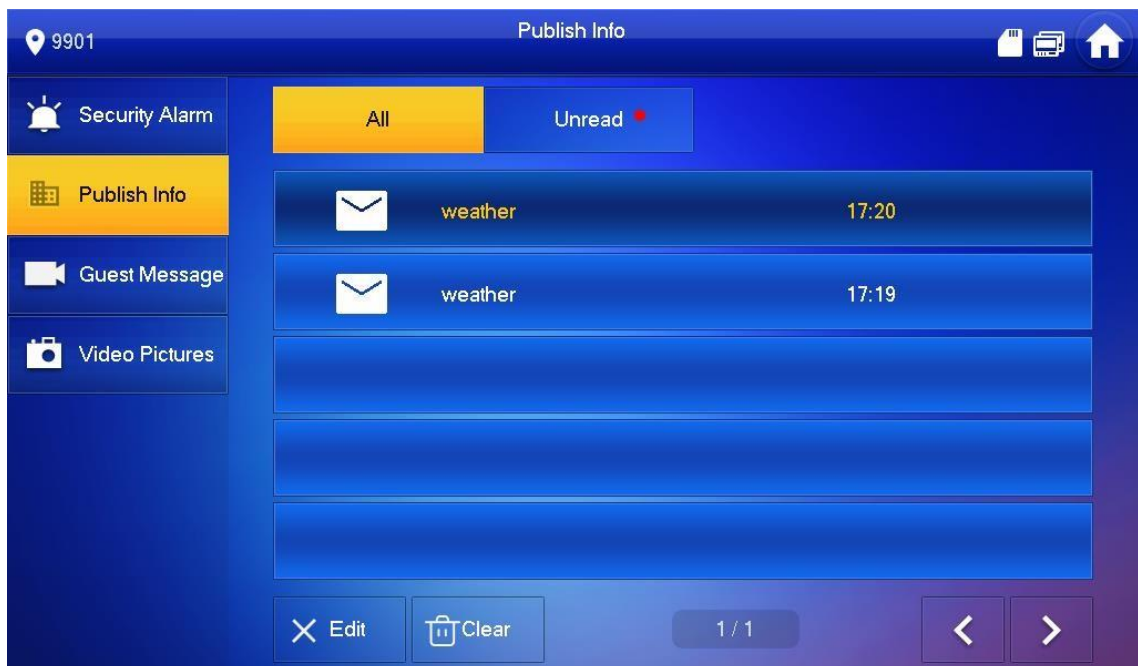 9901
Publish Info
Security Alarm
All
Unread
Publish Info
weather 17:20
Guest Message
weather 17:19
Video Pictures
Edit
Clear
1 / 1